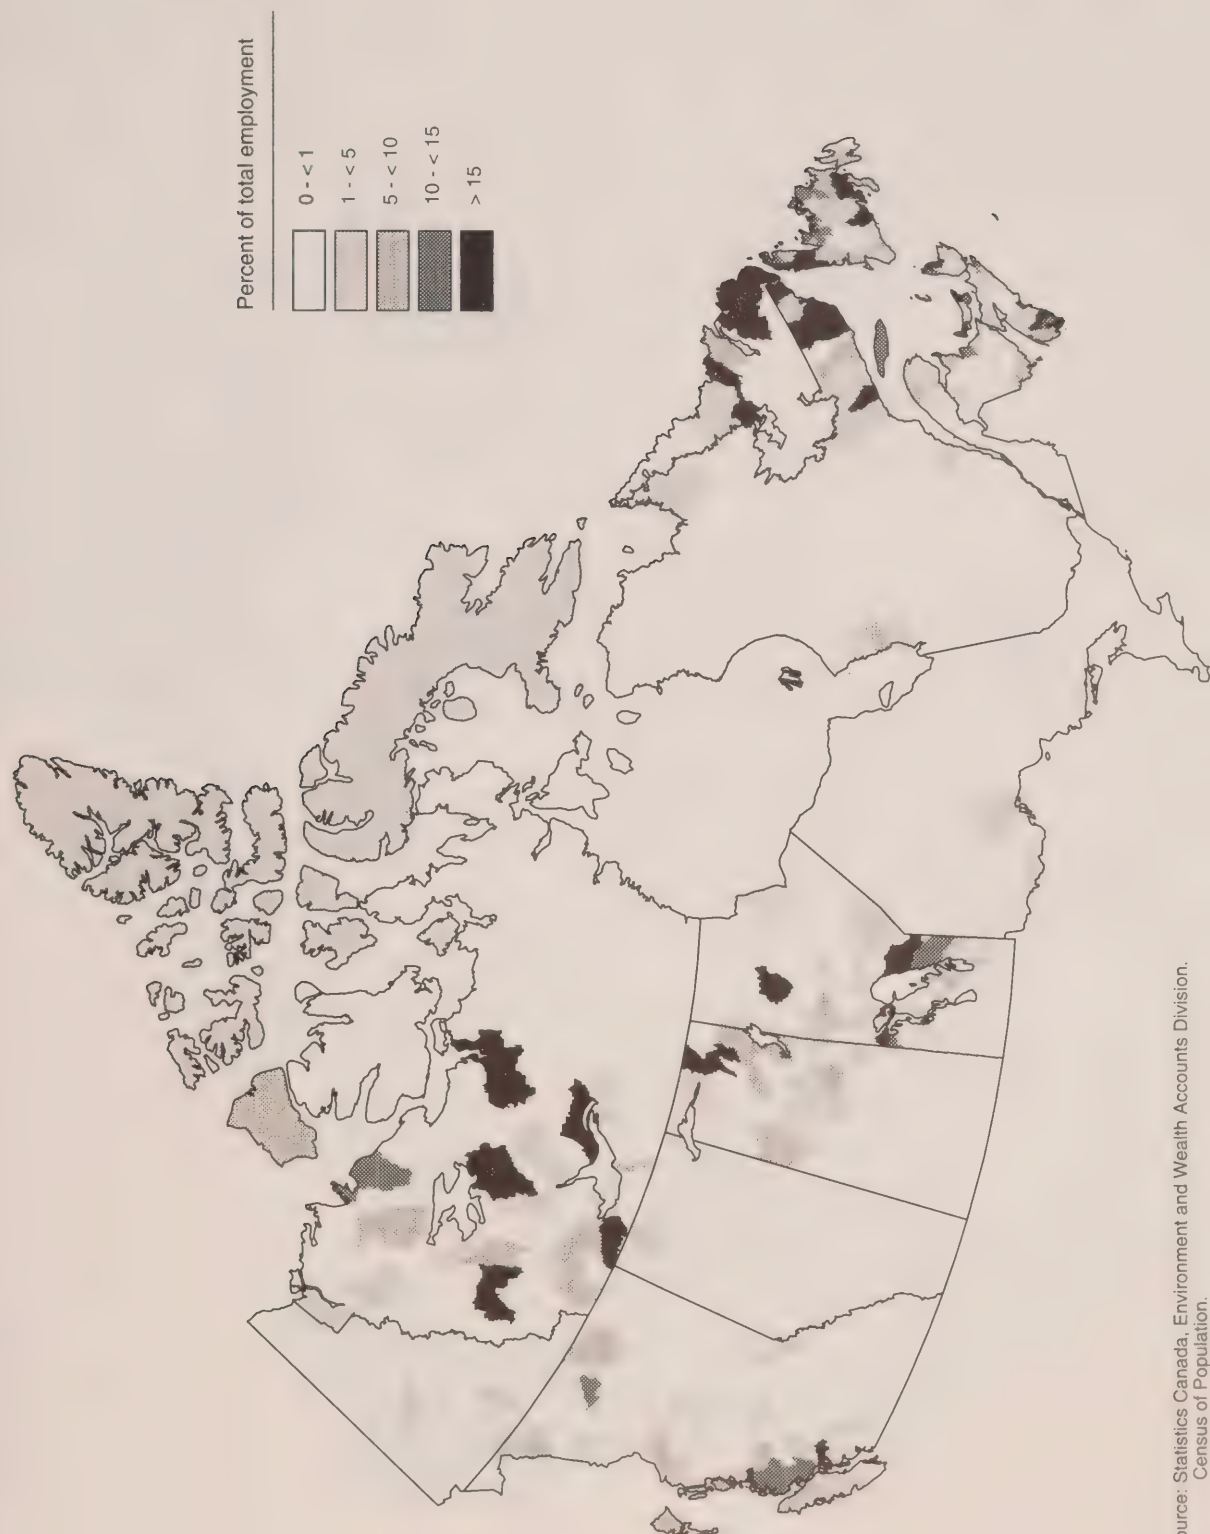 Percent of total employment
0 - < 1
1 - < 5
5 - < 10
10 - < 15
> 15
Statistics Canada, Environment and Wealth Accounts Division.
Census of Population.